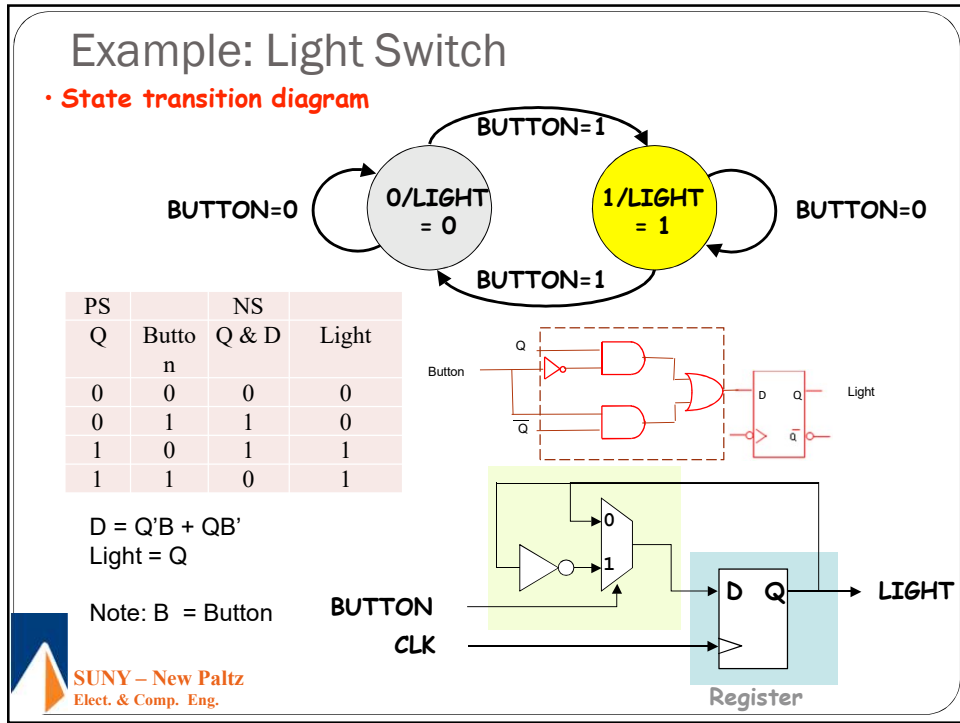 Example: Light Switch
• State transition diagram
BUTTON=1
BUTTON=0
0/LIGHT
= 0
1/LIGHT
= 1
BUTTON=0
BUTTON=1
PS NS
Q Butto
n Q & D Light
0 0 0 0
0 1 1 0
1 0 1 1
1 1 0 1
Q
Button
Q̅
D Q
Q̅
Light
D = Q'B + QB'
Light = Q
Note: B = Button
0
1
BUTTON
CLK
D Q
LIGHT
Register
SUNY – New Paltz
Elect. & Comp. Eng.